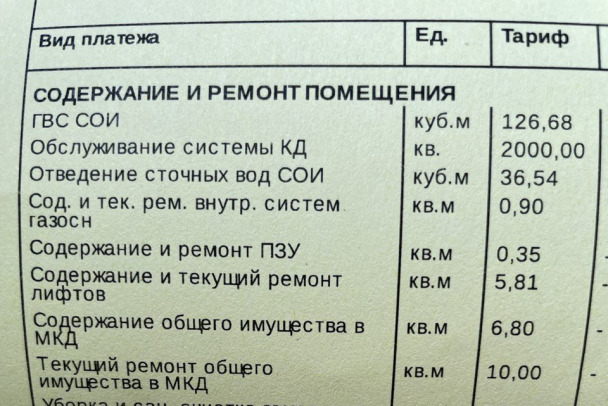 Вид платежа Ед. Тариф
СОДЕРЖАНИЕ И РЕМОНТ ПОМЕЩЕНИЯ
ГВС СОИ куб.м 126,68
Обслуживание системы КД кв. 2000,00
Отведение сточных вод СОИ куб.м 36,54
Сод. и тек. рем. внутр. систем кв.м 0,90
газосн
Содержание и ремонт ПЗУ кв.м 0,35
Содержание и текущий ремонт кв.м 5,81
лифтов
Содержание общего имущества в кв.м 6,80
МКД
Текущий ремонт общего кв.м 10,00
имущества в МКД
Уборка и